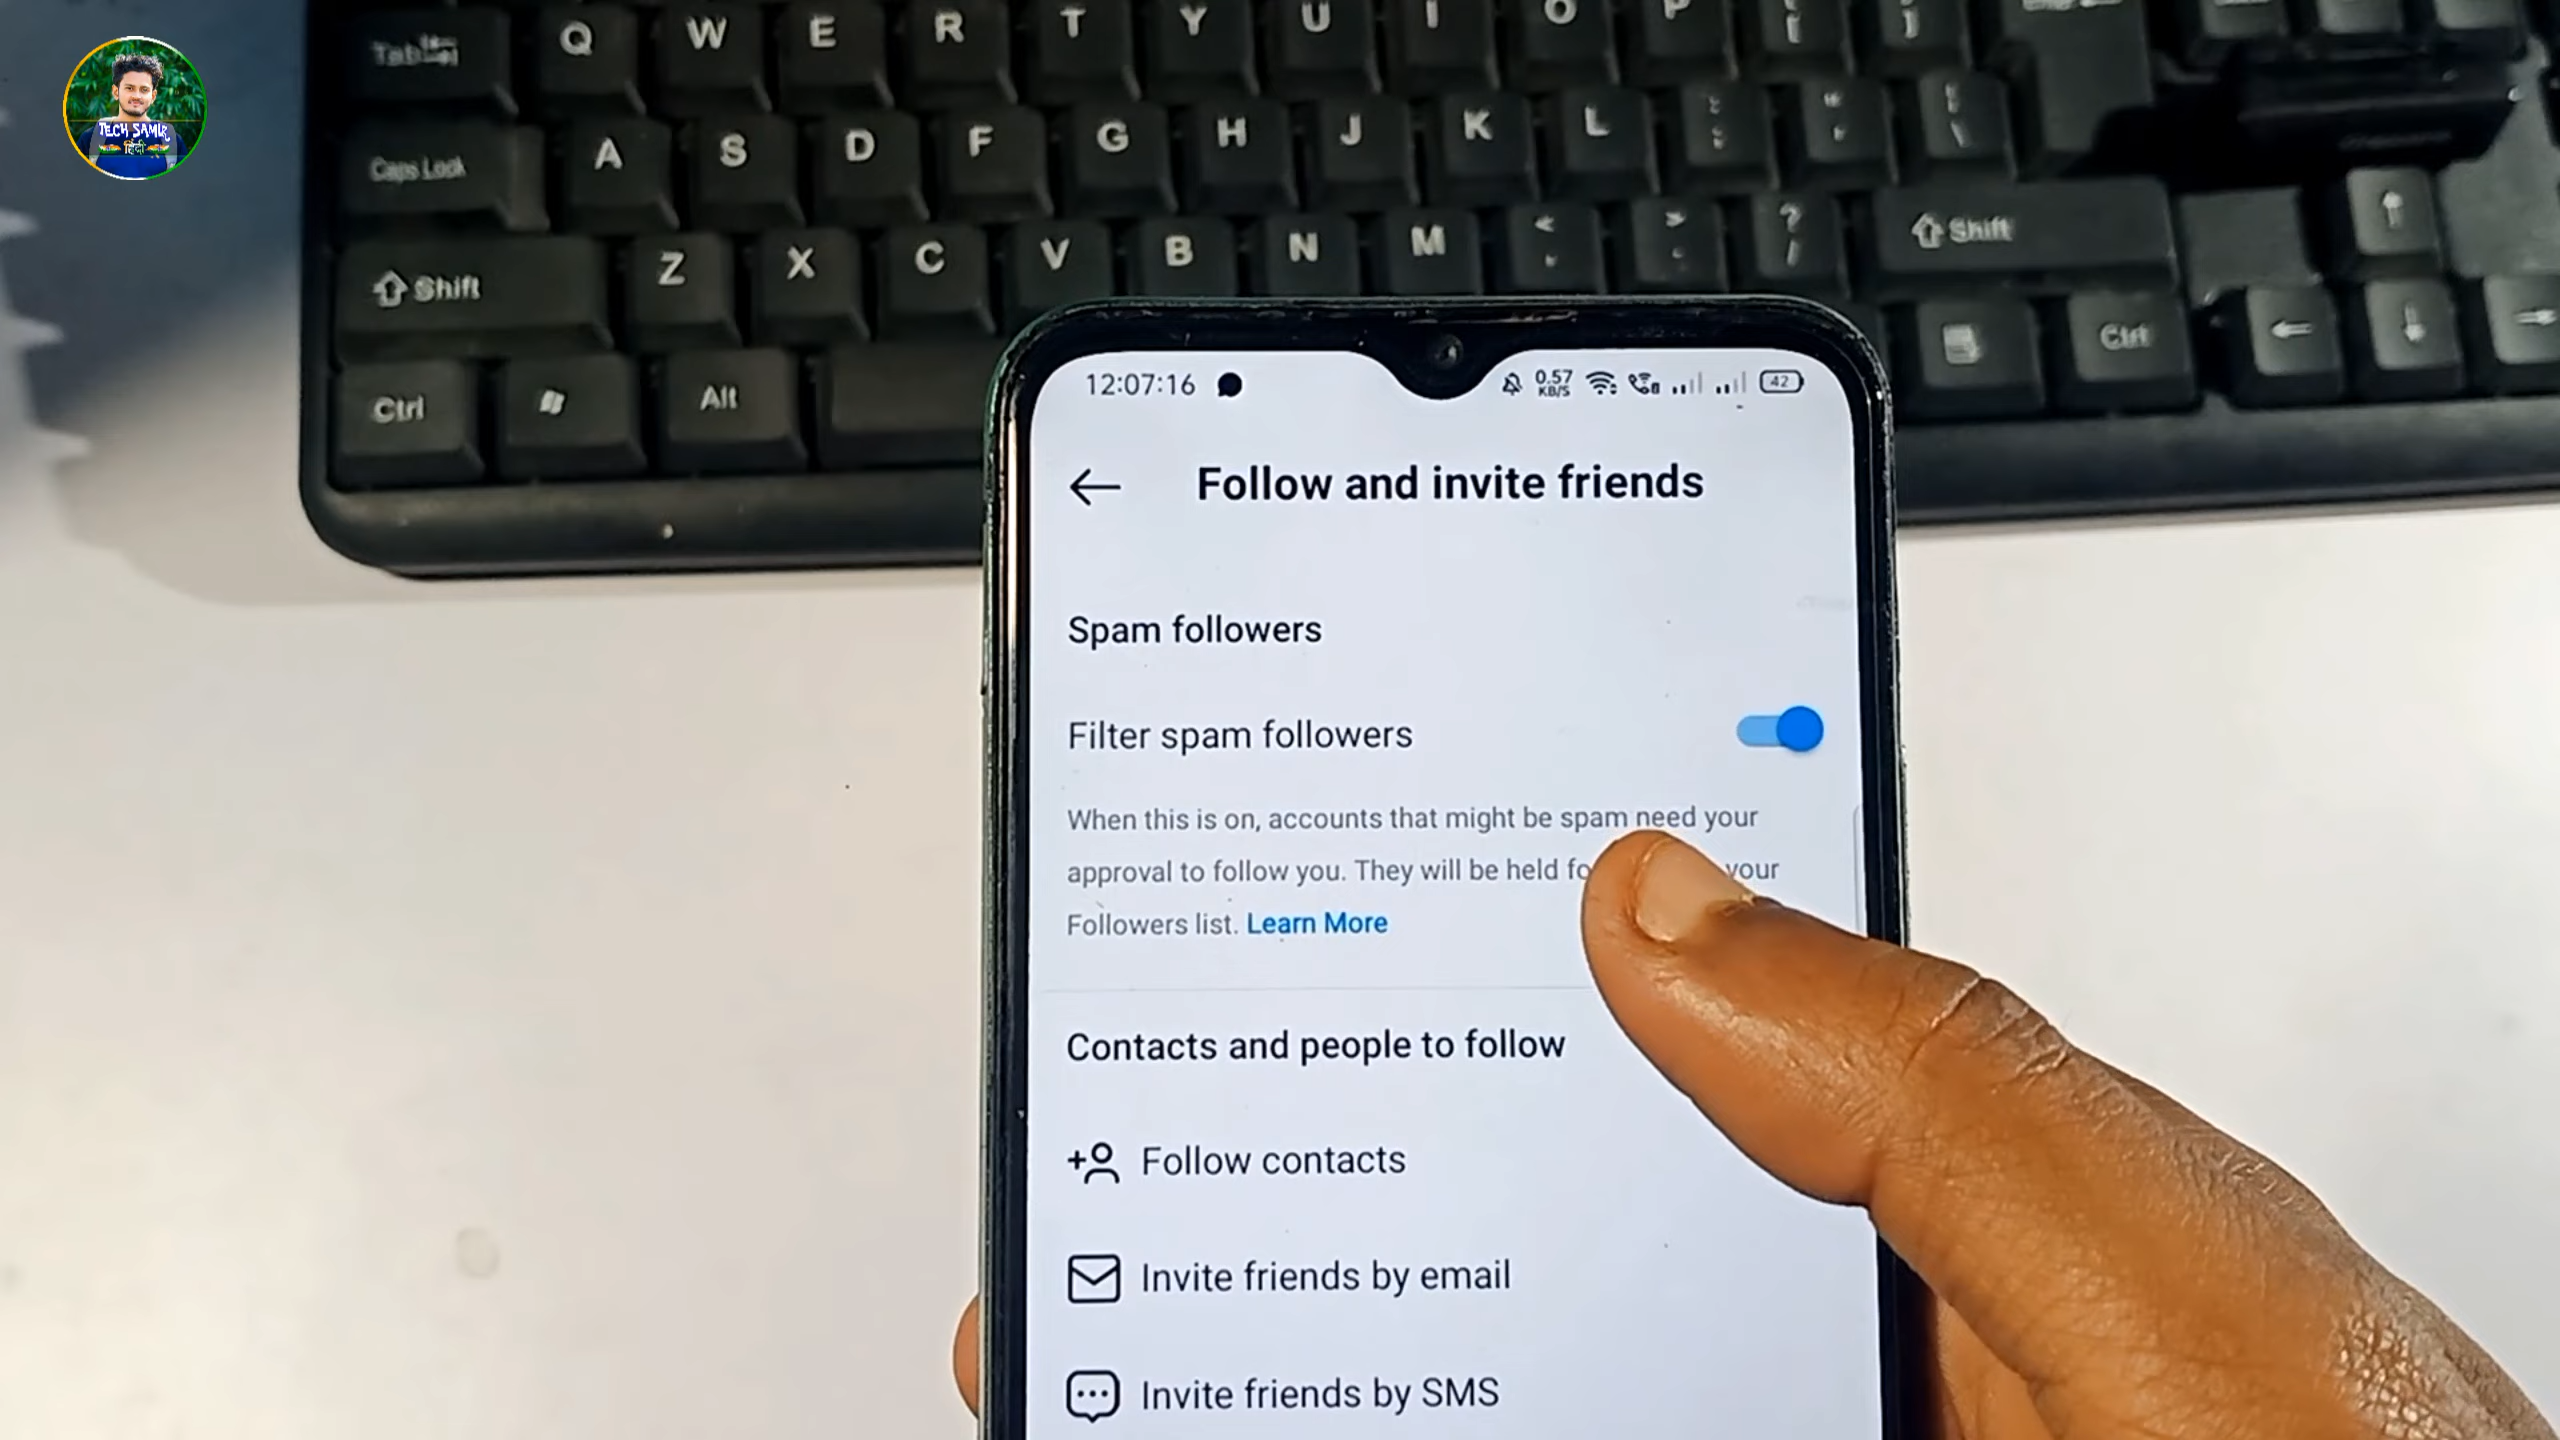 TECH SAMIR
हिन्दी
Tab
Q W E R T Y U I O P
Caps Lock
A S D F G H J K L
Shift
Z X C V B N M < > ? /
Shift
Ctrl
Alt
Ctrl
12:07:16
0.57
KB/S
42
Follow and invite friends
Spam followers
Filter spam followers
When this is on, accounts that might be spam need your
approval to follow you. They will be held your
Followers list. Learn More
Contacts and people to follow
Follow contacts
Invite friends by email
Invite friends by SMS